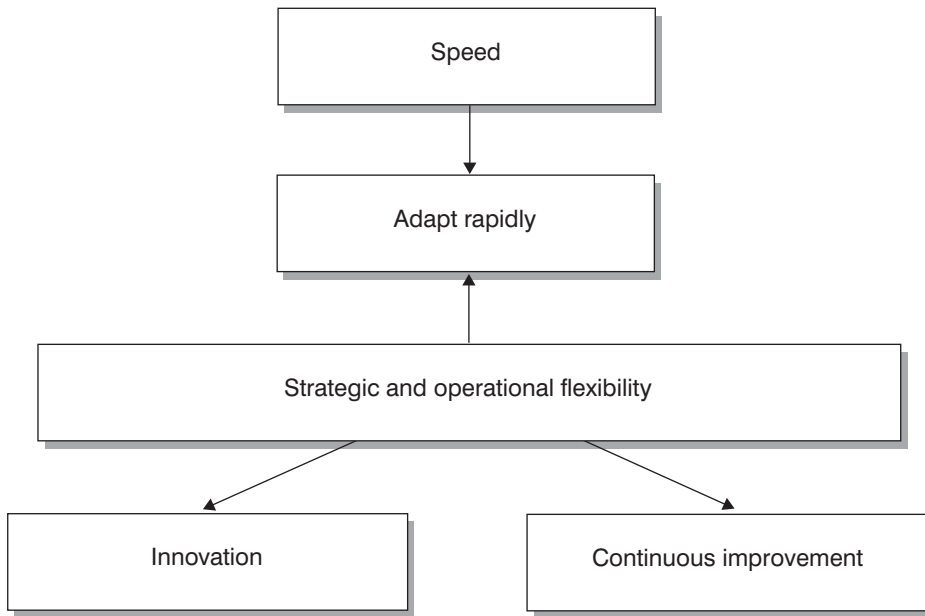 Speed
Adapt rapidly
Strategic and operational flexibility
Innovation
Continuous improvement